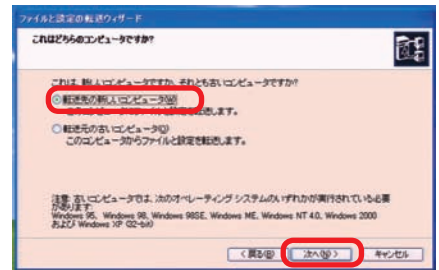 ファイルと設定の転送ウィザード
これはどちらのコンピュータですか?
これは、新しいコンピュータですか、それとも古いコンピュータですか?
転送先の新しいコンピュータ(N)
転送元の古いコンピュータ(O)
このコンピュータからファイルと設定を転送します。
注意: 古いコンピュータでは、次のオペレーティング システムのいずれかが実行されている必要
があります:
Windows 95、Windows 98、Windows 98SE、Windows ME、Windows NT 4.0、Windows 2000
および Windows XP (32-bit)
< 戻る(B)
次へ(N) >
キャンセル